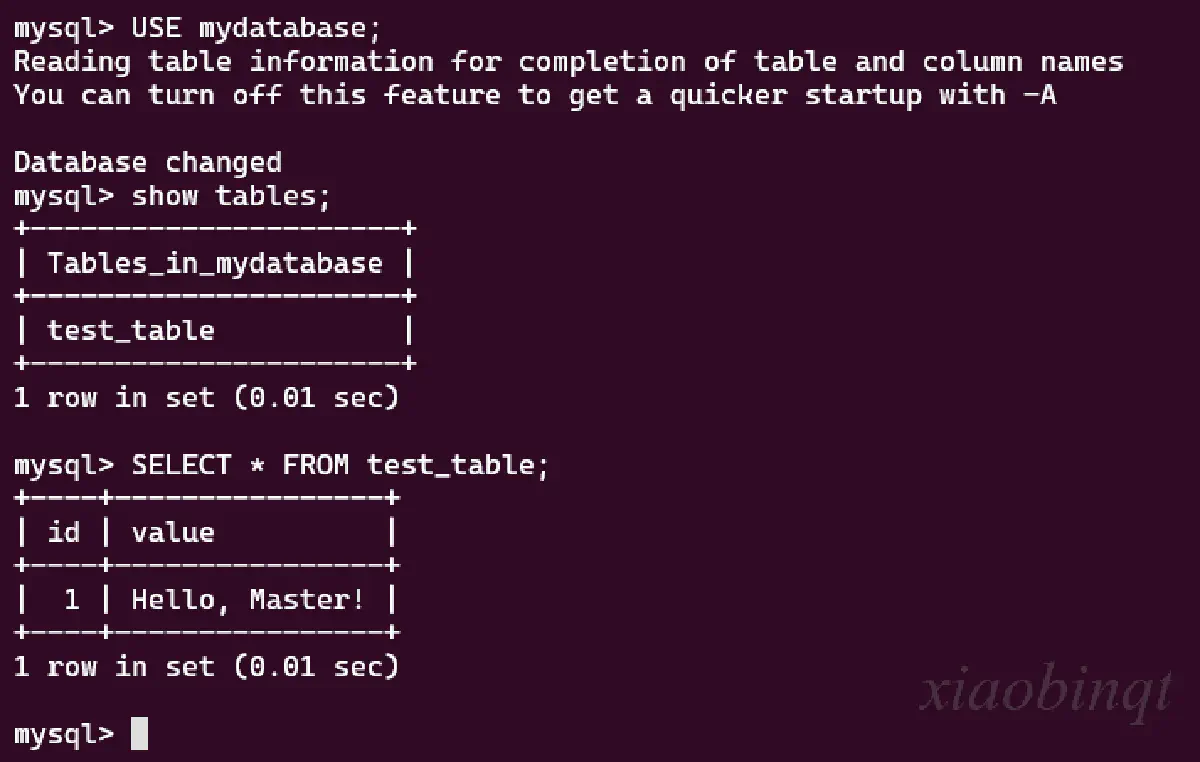 mysql> USE mydatabase;
Reading table information for completion of table and column names
You can turn off this feature to get a quicker startup with -A
Database changed
mysql> show tables;
+----------------------+
| Tables_in_mydatabase |
+----------------------+
| test_table           |
+----------------------+
1 row in set (0.01 sec)
mysql> SELECT * FROM test_table;
+----+----------------+
| id | value          |
+----+----------------+
|  1 | Hello, Master! |
+----+----------------+
1 row in set (0.01 sec)
xiaobinqt
mysql>